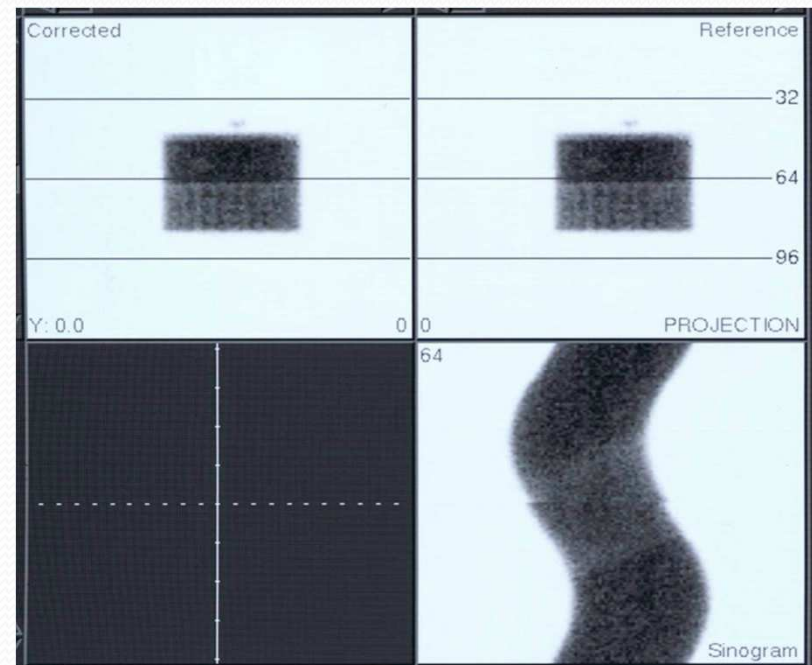 Corrected
Reference
32
64
96
Y: 0.0
0
0
PROJECTION
64
Sinogram